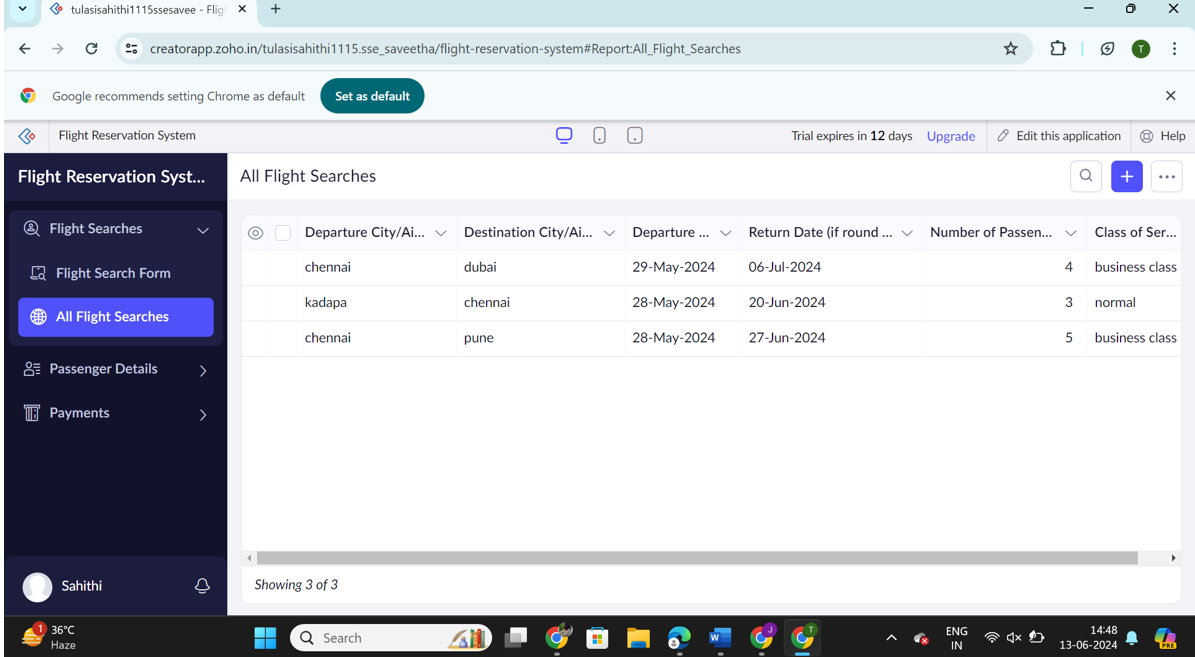 tulasisahithi1115ssesavee - Flig
creatorapp.zoho.in/tulasisahithi1115.sse_saveetha/flight-reservation-system#Report:All_Flight_Searches
T
Google recommends setting Chrome as default
Set as default
Flight Reservation System
Trial expires in 12 days
Upgrade
Edit this application
Help
Flight Reservation Syst...
All Flight Searches
Flight Searches
Flight Search Form
All Flight Searches
Passenger Details
Payments
Departure City/Ai... Destination City/Ai... Departure ... Return Date (if round ... Number of Passen... Class of Ser...
chennai dubai 29-May-2024 06-Jul-2024 4 business class
kadapa chennai 28-May-2024 20-Jun-2024 3 normal
chennai pune 28-May-2024 27-Jun-2024 5 business class
Showing 3 of 3
Sahithi
1
36°C
Haze
Search
W
J
T
ENG
IN
14:48
13-06-2024
PRE